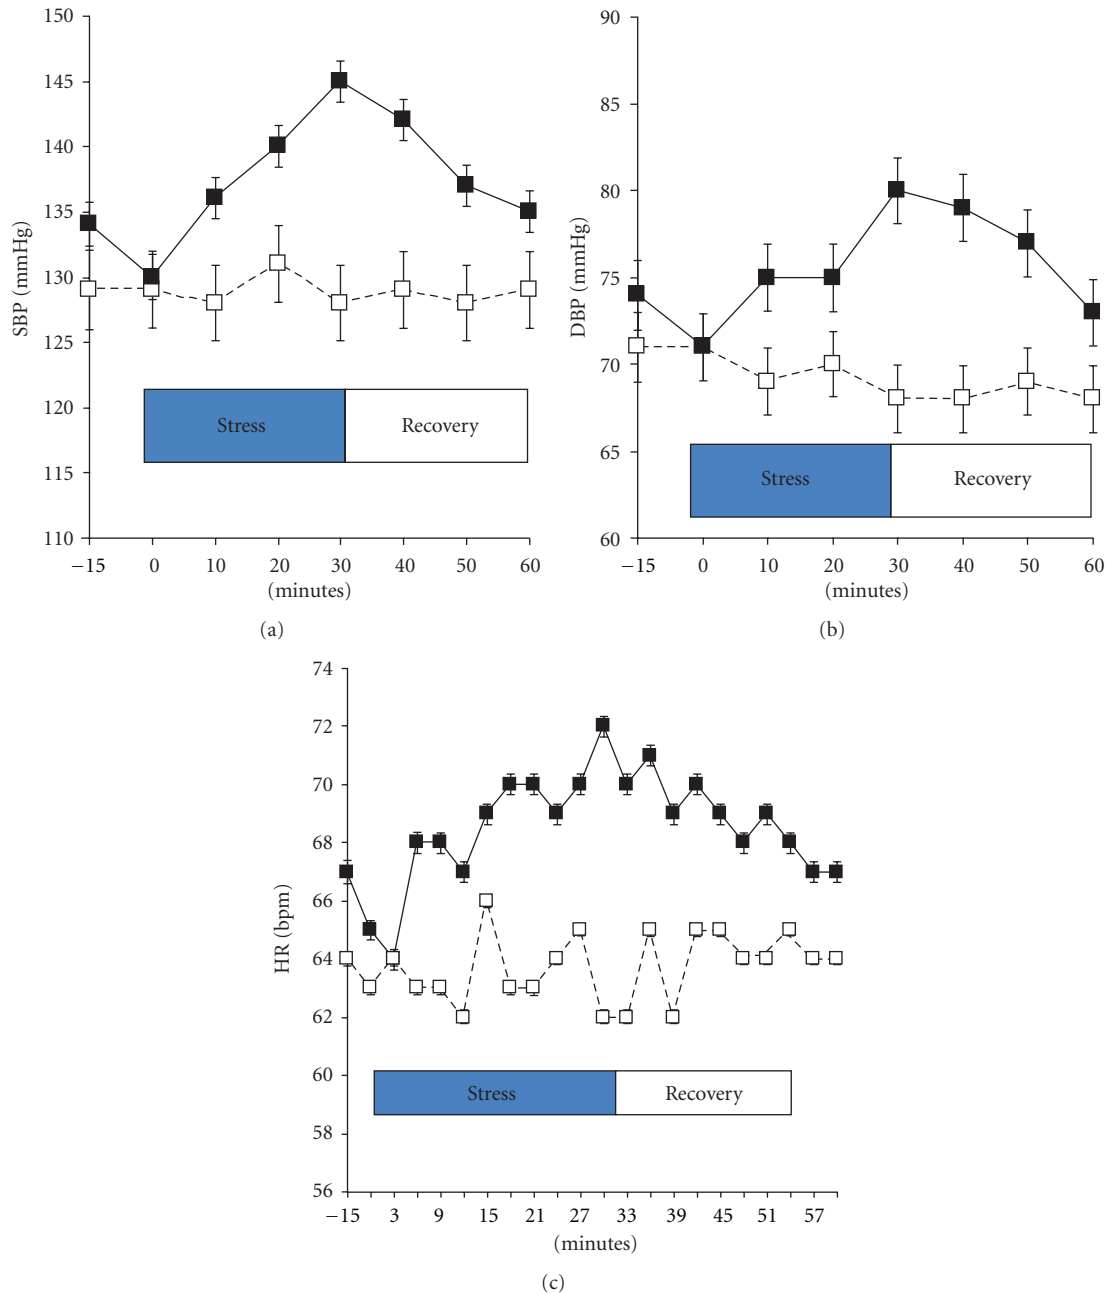 150
145
140
135
130
125
120
115
110
SBP (mmHg)
Stress
Recovery
−15 0 10 20 30 40 50 60
(minutes)
(a)
90
85
80
75
70
65
60
DBP (mmHg)
Stress
Recovery
−15 0 10 20 30 40 50 60
(minutes)
(b)
74
72
70
68
66
64
62
60
58
56
HR (bpm)
Stress
Recovery
−15 3 9 15 21 27 33 39 45 51 57
(minutes)
(c)